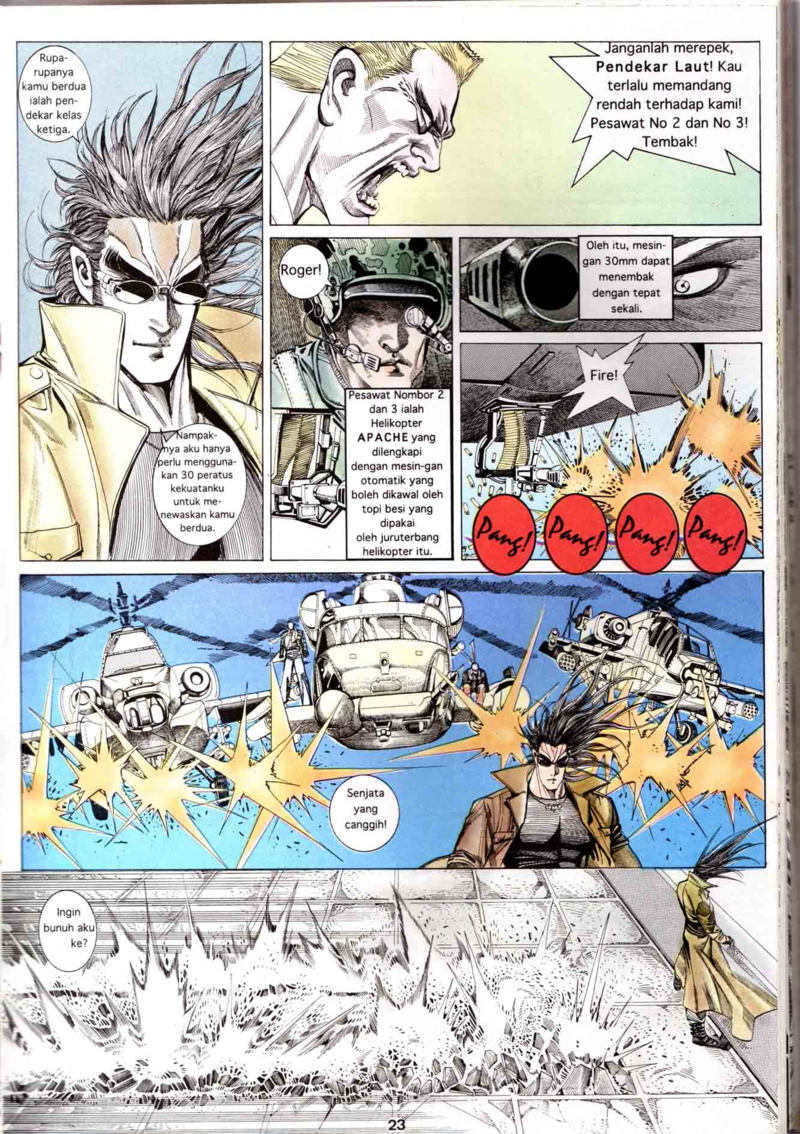 Rupa-
rupanya
kamu berdua
ialah pen-
dekar kelas
ketiga.
Nampak-
nya aku hanya
perlu mengguna-
kan 30 peratus
kekuatanku
untuk me-
newaskan kamu
berdua.
Janganlah merepek,
Pendekar Laut! Kau
terlalu memandang
rendah terhadap kami!
Pesawat No 2 dan No 3!
Tembak!
Roger!
Pesawat Nombor 2
dan 3 ialah
Helikopter
APACHE yang
dilengkapi
dengan mesin-gan
otomatik yang
boleh dikawal oleh
topi besi yang
dipakai
oleh juruterbang
helikopter itu.
Oleh itu, mesin-
gan 30mm dapat
menembak
dengan tepat
sekali.
Fire!
Pang!
Pang!
Pang!
Pang!
Senjata
yang
canggih!
Ingin
bunuh aku
ke?
23